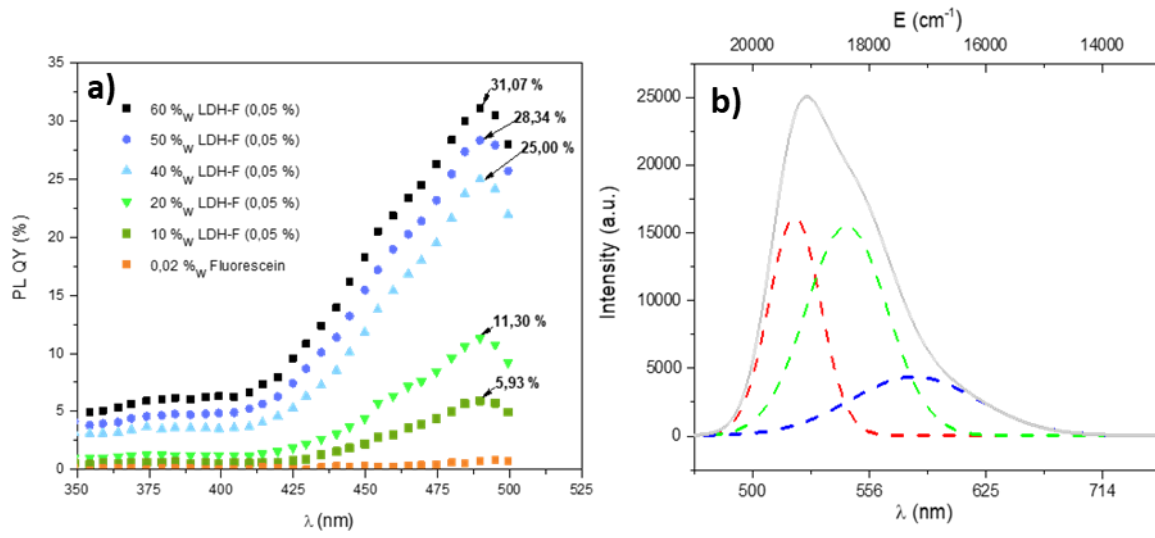 a)
35
30
25
20
15
10
5
0
PL QY (%)
60 %w LDH-F (0,05 %)
50 %w LDH-F (0,05 %)
40 %w LDH-F (0,05 %)
20 %w LDH-F (0,05 %)
10 %w LDH-F (0,05 %)
0,02 %w Fluorescein
31,07 %
28,34 %
25,00 %
11,30 %
5,93 %
350 375 400 425 450 475 500 525
λ (nm)
E (cm⁻¹)
20000 18000 16000 14000
b)
25000
20000
15000
10000
5000
0
Intensity (a.u.)
500 556 625 714
λ (nm)